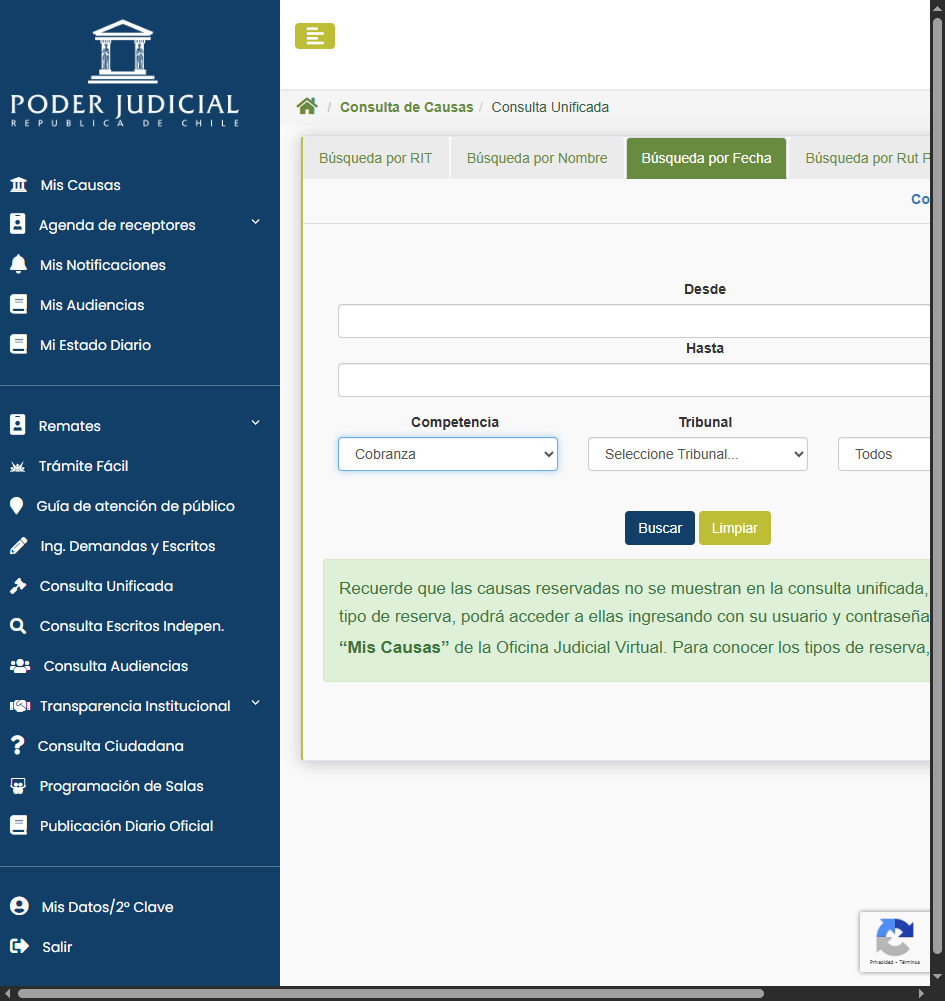 PODER JUDICIAL
REPUBLICA DE CHILE
Mis Causas
Agenda de receptores
Mis Notificaciones
Mis Audiencias
Mi Estado Diario
Remates
Trámite Fácil
Guía de atención de público
Ing. Demandas y Escritos
Consulta Unificada
Consulta Escritos Indepen.
Consulta Audiencias
Transparencia Institucional
Consulta Ciudadana
Programación de Salas
Publicación Diario Oficial
Mis Datos/2º Clave
Salir
/ Consulta de Causas / Consulta Unificada
Búsqueda por RIT Búsqueda por Nombre Búsqueda por Fecha Búsqueda por Rut P
Co
Desde
Hasta
Competencia Tribunal
Cobranza Seleccione Tribunal... Todos
Buscar Limpiar
Recuerde que las causas reservadas no se muestran en la consulta unificada,
tipo de reserva, podrá acceder a ellas ingresando con su usuario y contraseña
“Mis Causas” de la Oficina Judicial Virtual. Para conocer los tipos de reserva,
Privacidad - Términos